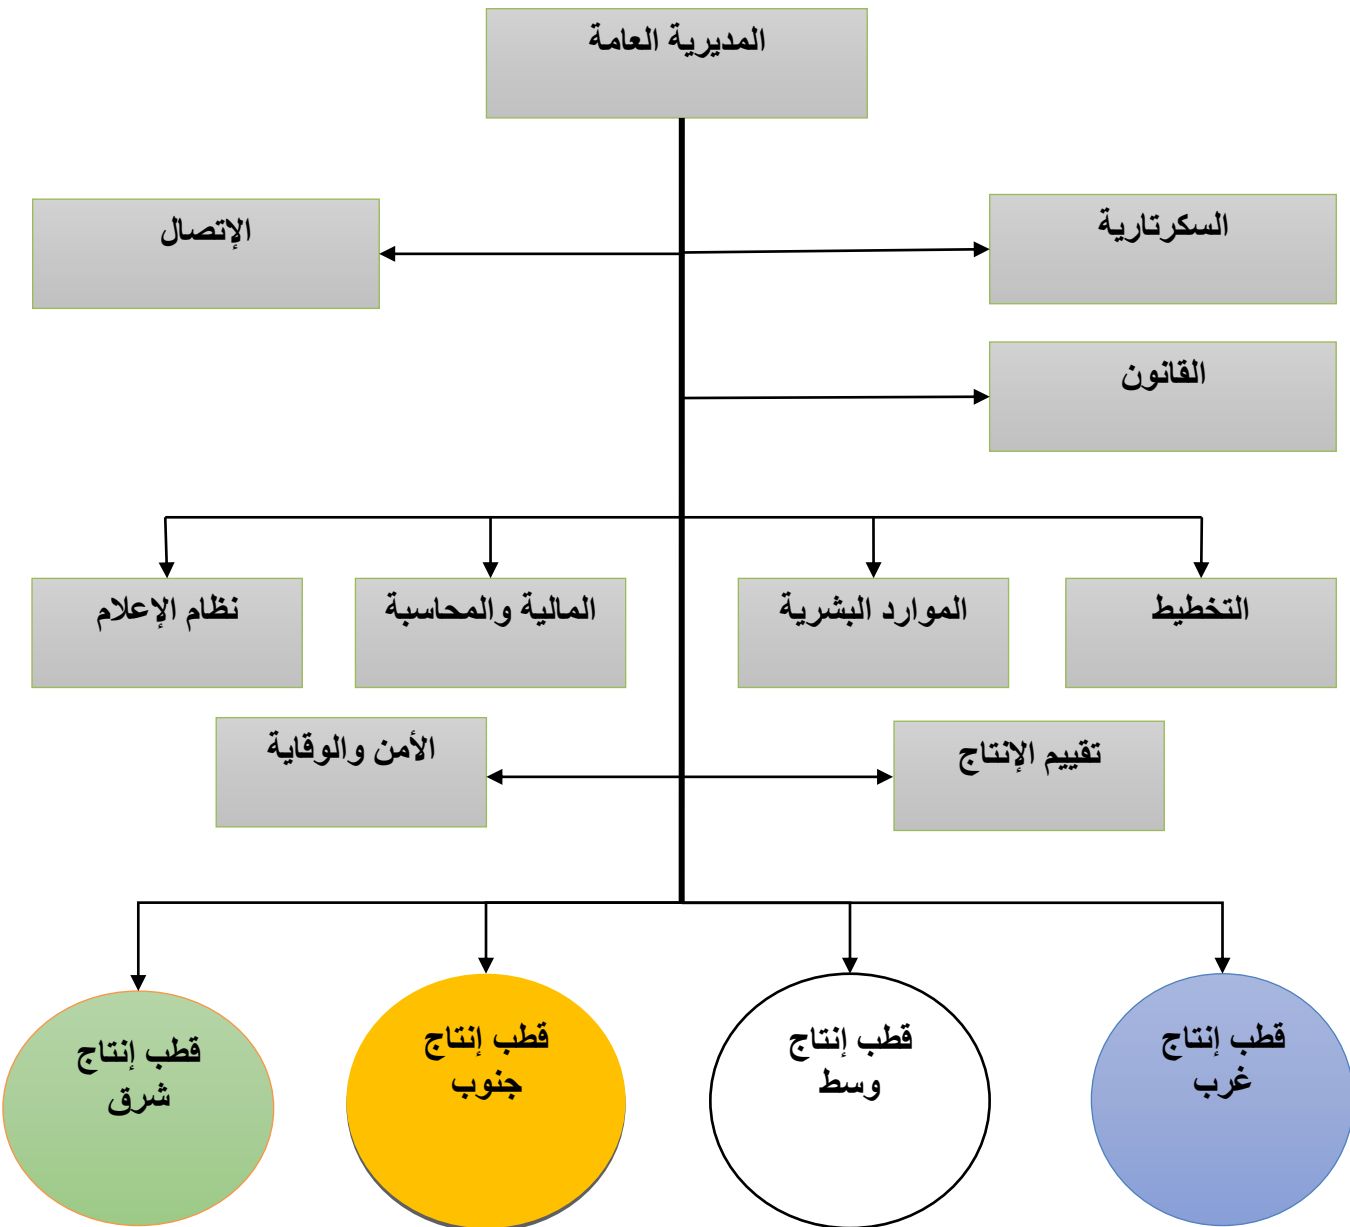 المديرية العامة
السكرتارية
الإتصال
القانون
التخطيط
الموارد البشرية
المالية والمحاسبة
نظام الإعلام
تقييم الإنتاج
الأمن والوقاية
قطب إنتاج
غرب
قطب إنتاج
وسط
قطب إنتاج
جنوب
قطب إنتاج
شرق